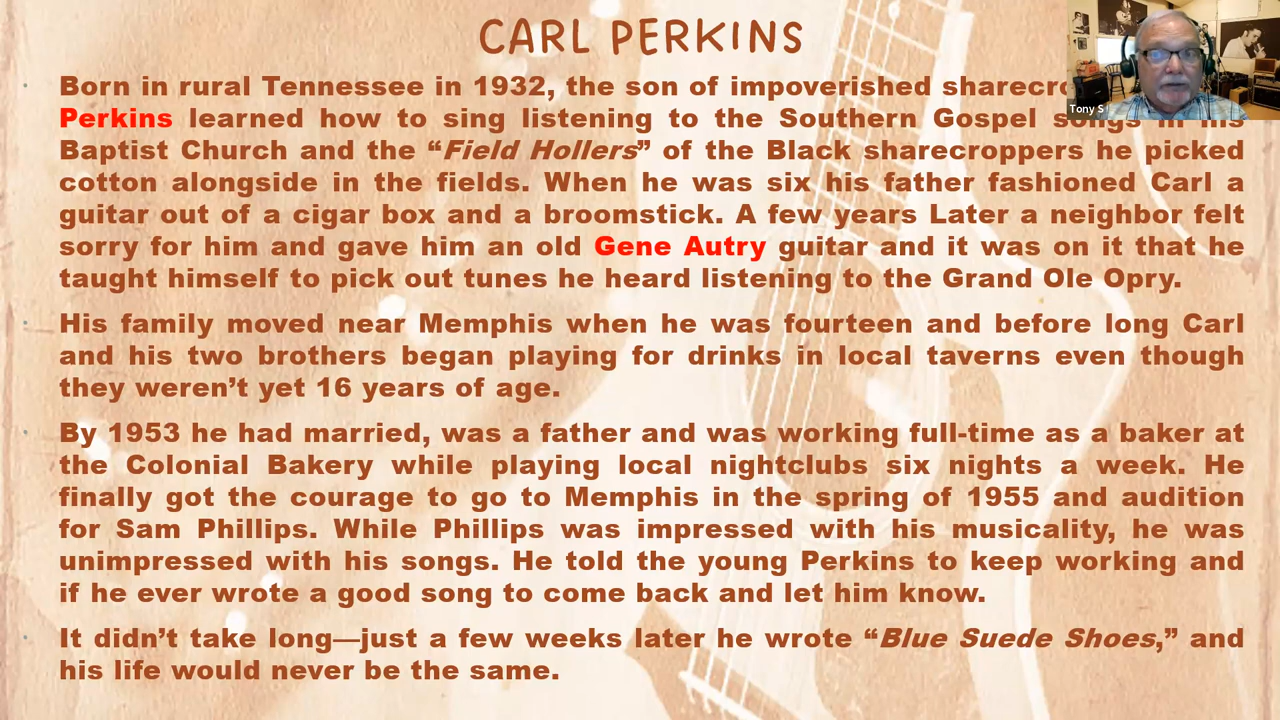 CARL PERKINS
Born in rural Tennessee in 1932, the son of impoverished
Perkins learned how to sing listening to the Southern Gospel songs in his
Baptist Church and the “Field Hollers” of the Black sharecroppers he picked
cotton alongside in the fields. When he was six his father fashioned Carl a
guitar out of a cigar box and a broomstick. A few years Later a neighbor felt
sorry for him and gave him an old Gene Autry guitar and it was on it that he
taught himself to pick out tunes he heard listening to the Grand Ole Opry.
His family moved near Memphis when he was fourteen and before long Carl
and his two brothers began playing for drinks in local taverns even though
they weren’t yet 16 years of age.
By 1953 he had married, was a father and was working full-time as a baker at
the Colonial Bakery while playing local nightclubs six nights a week. He
finally got the courage to go to Memphis in the spring of 1955 and audition
for Sam Phillips. While Phillips was impressed with his musicality, he was
unimpressed with his songs. He told the young Perkins to keep working and
if he ever wrote a good song to come back and let him know.
It didn’t take long—just a few weeks later he wrote “Blue Suede Shoes,” and
his life would never be the same.
Tony S